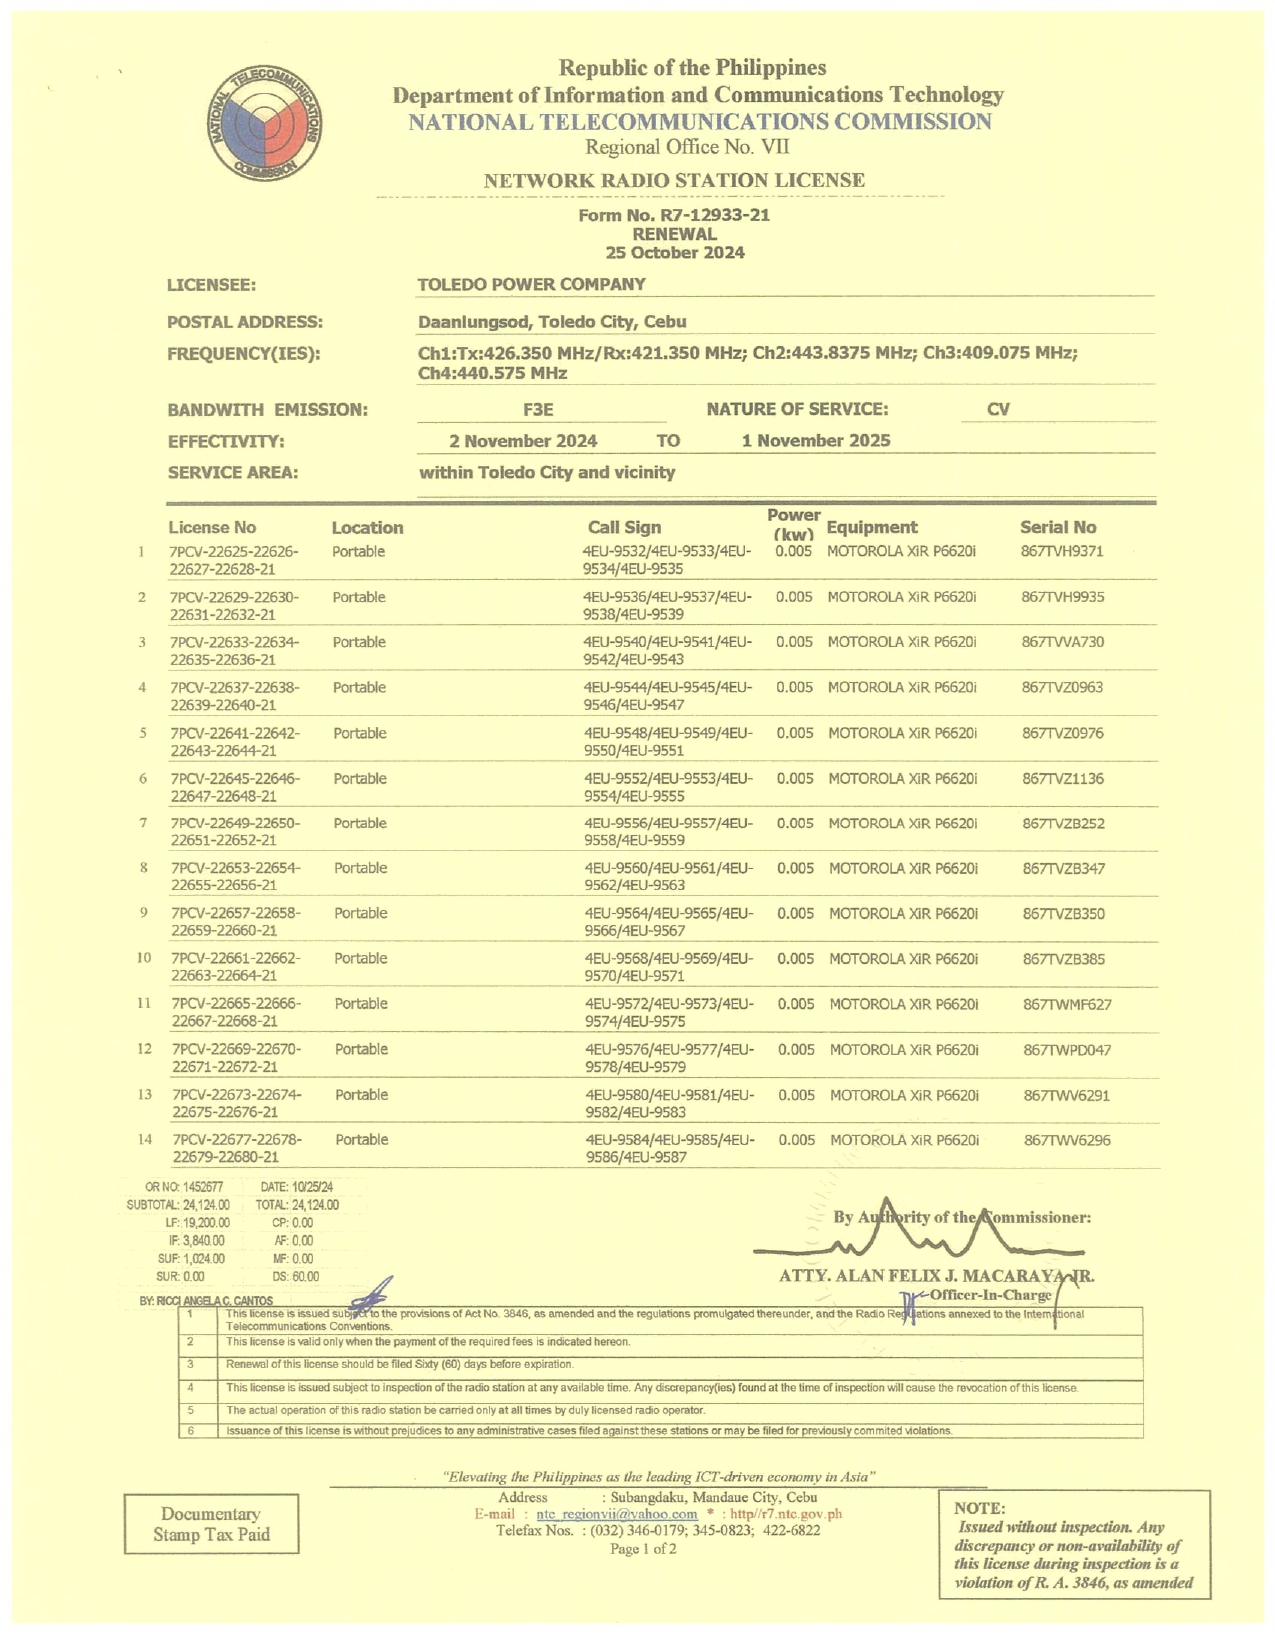 NATIONAL TELECOMMUNICATIONS COMMISSION
Republic of the Philippines
Department of Information and Communications Technology
NATIONAL TELECOMMUNICATIONS COMMISSION
Regional Office No. VII
NETWORK RADIO STATION LICENSE
Form No. R7-12933-21
RENEWAL
25 October 2024
LICENSEE: TOLEDO POWER COMPANY
POSTAL ADDRESS: Daanlungsod, Toledo City, Cebu
FREQUENCY(IES): Ch1:Tx:426.350 MHz/Rx:421.350 MHz; Ch2:443.8375 MHz; Ch3:409.075 MHz;
Ch4:440.575 MHz
BANDWITH EMISSION: F3E NATURE OF SERVICE: CV
EFFECTIVITY: 2 November 2024 TO 1 November 2025
SERVICE AREA: within Toledo City and vicinity
License No Location Call Sign Power (kw) Equipment Serial No
1 7PCV-22625-22626- Portable 4EU-9532/4EU-9533/4EU- 0.005 MOTOROLA XiR P6620i 867TVH9371
22627-22628-21 9534/4EU-9535
2 7PCV-22629-22630- Portable 4EU-9536/4EU-9537/4EU- 0.005 MOTOROLA XiR P6620i 867TVH9935
22631-22632-21 9538/4EU-9539
3 7PCV-22633-22634- Portable 4EU-9540/4EU-9541/4EU- 0.005 MOTOROLA XiR P6620i 867TVVA730
22635-22636-21 9542/4EU-9543
4 7PCV-22637-22638- Portable 4EU-9544/4EU-9545/4EU- 0.005 MOTOROLA XiR P6620i 867TVZ0963
22639-22640-21 9546/4EU-9547
5 7PCV-22641-22642- Portable 4EU-9548/4EU-9549/4EU- 0.005 MOTOROLA XiR P6620i 867TVZ0976
22643-22644-21 9550/4EU-9551
6 7PCV-22645-22646- Portable 4EU-9552/4EU-9553/4EU- 0.005 MOTOROLA XiR P6620i 867TVZ1136
22647-22648-21 9554/4EU-9555
7 7PCV-22649-22650- Portable 4EU-9556/4EU-9557/4EU- 0.005 MOTOROLA XiR P6620i 867TVZB252
22651-22652-21 9558/4EU-9559
8 7PCV-22653-22654- Portable 4EU-9560/4EU-9561/4EU- 0.005 MOTOROLA XiR P6620i 867TVZB347
22655-22656-21 9562/4EU-9563
9 7PCV-22657-22658- Portable 4EU-9564/4EU-9565/4EU- 0.005 MOTOROLA XiR P6620i 867TVZB350
22659-22660-21 9566/4EU-9567
10 7PCV-22661-22662- Portable 4EU-9568/4EU-9569/4EU- 0.005 MOTOROLA XiR P6620i 867TVZB385
22663-22664-21 9570/4EU-9571
11 7PCV-22665-22666- Portable 4EU-9572/4EU-9573/4EU- 0.005 MOTOROLA XiR P6620i 867TWMF627
22667-22668-21 9574/4EU-9575
12 7PCV-22669-22670- Portable 4EU-9576/4EU-9577/4EU- 0.005 MOTOROLA XiR P6620i 867TWPD047
22671-22672-21 9578/4EU-9579
13 7PCV-22673-22674- Portable 4EU-9580/4EU-9581/4EU- 0.005 MOTOROLA XiR P6620i 867TWV6291
22675-22676-21 9582/4EU-9583
14 7PCV-22677-22678- Portable 4EU-9584/4EU-9585/4EU- 0.005 MOTOROLA XiR P6620i 867TWV6296
22679-22680-21 9586/4EU-9587
OR NO: 1452677 DATE: 10/25/24
SUBTOTAL: 24,124.00 TOTAL: 24,124.00
LF: 19,200.00 CP: 0.00
IF: 3,840.00 AF: 0.00
SUF: 1,024.00 MF: 0.00
SUR: 0.00 DS: 60.00
BY: RICCI ANGELA C. CANTOS
By Authority of the Commissioner:
ATTY. ALAN FELIX J. MACARAYA JR.
Officer-In-Charge
1 This license is issued subject to the provisions of Act No. 3846, as amended and the regulations promulgated thereunder, and the Radio Regulations annexed to the International
Telecommunications Conventions.
2 This license is valid only when the payment of the required fees is indicated hereon.
3 Renewal of this license should be filed Sixty (60) days before expiration.
4 This license is issued subject to inspection of the radio station at any available time. Any discrepancy(ies) found at the time of inspection will cause the revocation of this license.
5 The actual operation of this radio station be carried only at all times by duly licensed radio operator.
6 Issuance of this license is without prejudices to any administrative cases filed against these stations or may be filed for previously commited violations.
"Elevating the Philippines as the leading ICT-driven economy in Asia"
Address : Subangdaku, Mandaue City, Cebu
E-mail : ntc_regionvii@yahoo.com * : http//r7.ntc.gov.ph
Telefax Nos. : (032) 346-0179; 345-0823; 422-6822
Page 1 of 2
Documentary
Stamp Tax Paid
NOTE:
Issued without inspection. Any
discrepancy or non-availability of
this license during inspection is a
violation of R. A. 3846, as amended